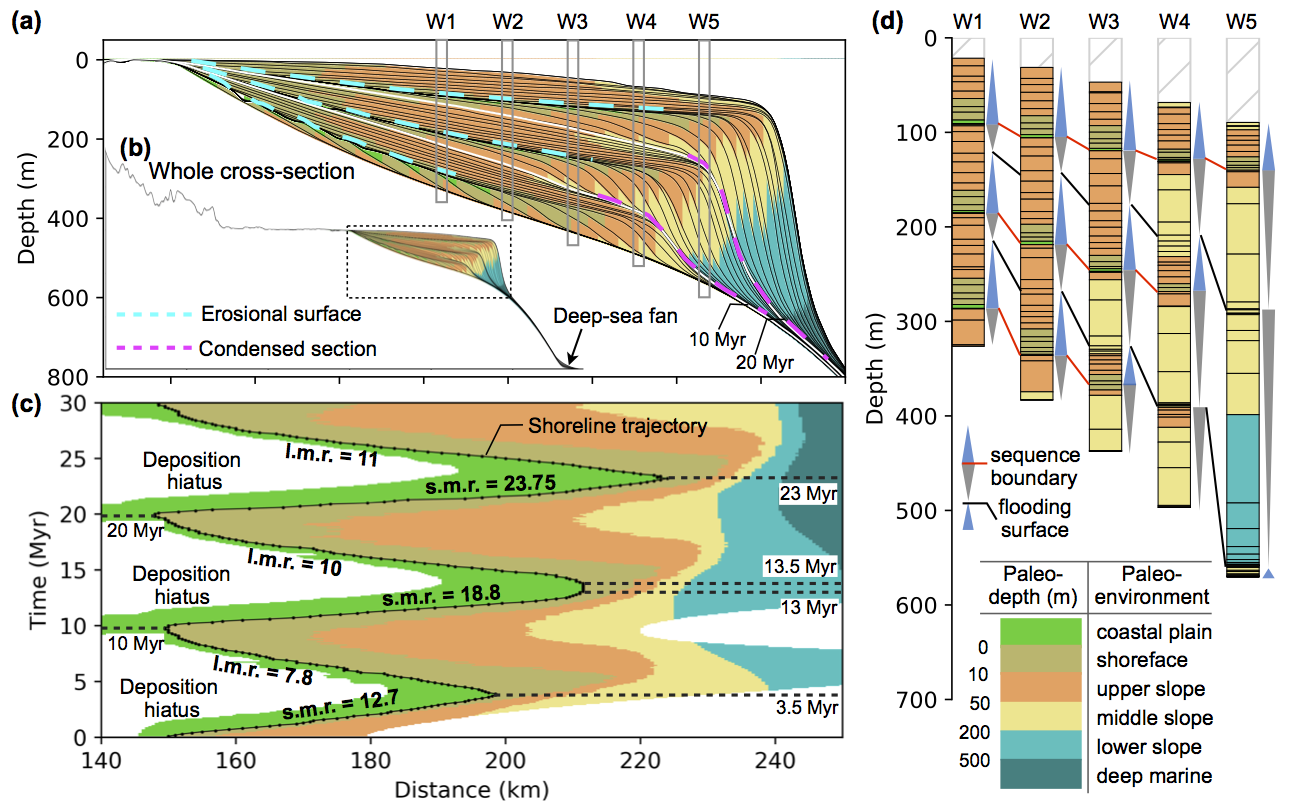 (a)
W1 W2 W3 W4 W5
0
200
400
600
800
Depth (m)
(b)
Whole cross-section
Erosional surface
Condensed section
Deep-sea fan
10 Myr
20 Myr
(c)
30
25
20
15
10
5
0
Time (Myr)
140 160 180 200 220 240
Distance (km)
Shoreline trajectory
l.m.r. = 11
Deposition
hiatus
s.m.r. = 23.75
23 Myr
20 Myr
l.m.r. = 10
13.5 Myr
Deposition
hiatus
s.m.r. = 18.8
13 Myr
10 Myr
l.m.r. = 7.8
Deposition
hiatus
s.m.r. = 12.7
3.5 Myr
(d)
W1 W2 W3 W4 W5
0
100
200
300
400
500
600
700
Depth (m)
sequence
boundary
flooding
surface
Paleo-
depth (m)
Paleo-
environment
0
10
50
200
500
coastal plain
shoreface
upper slope
middle slope
lower slope
deep marine